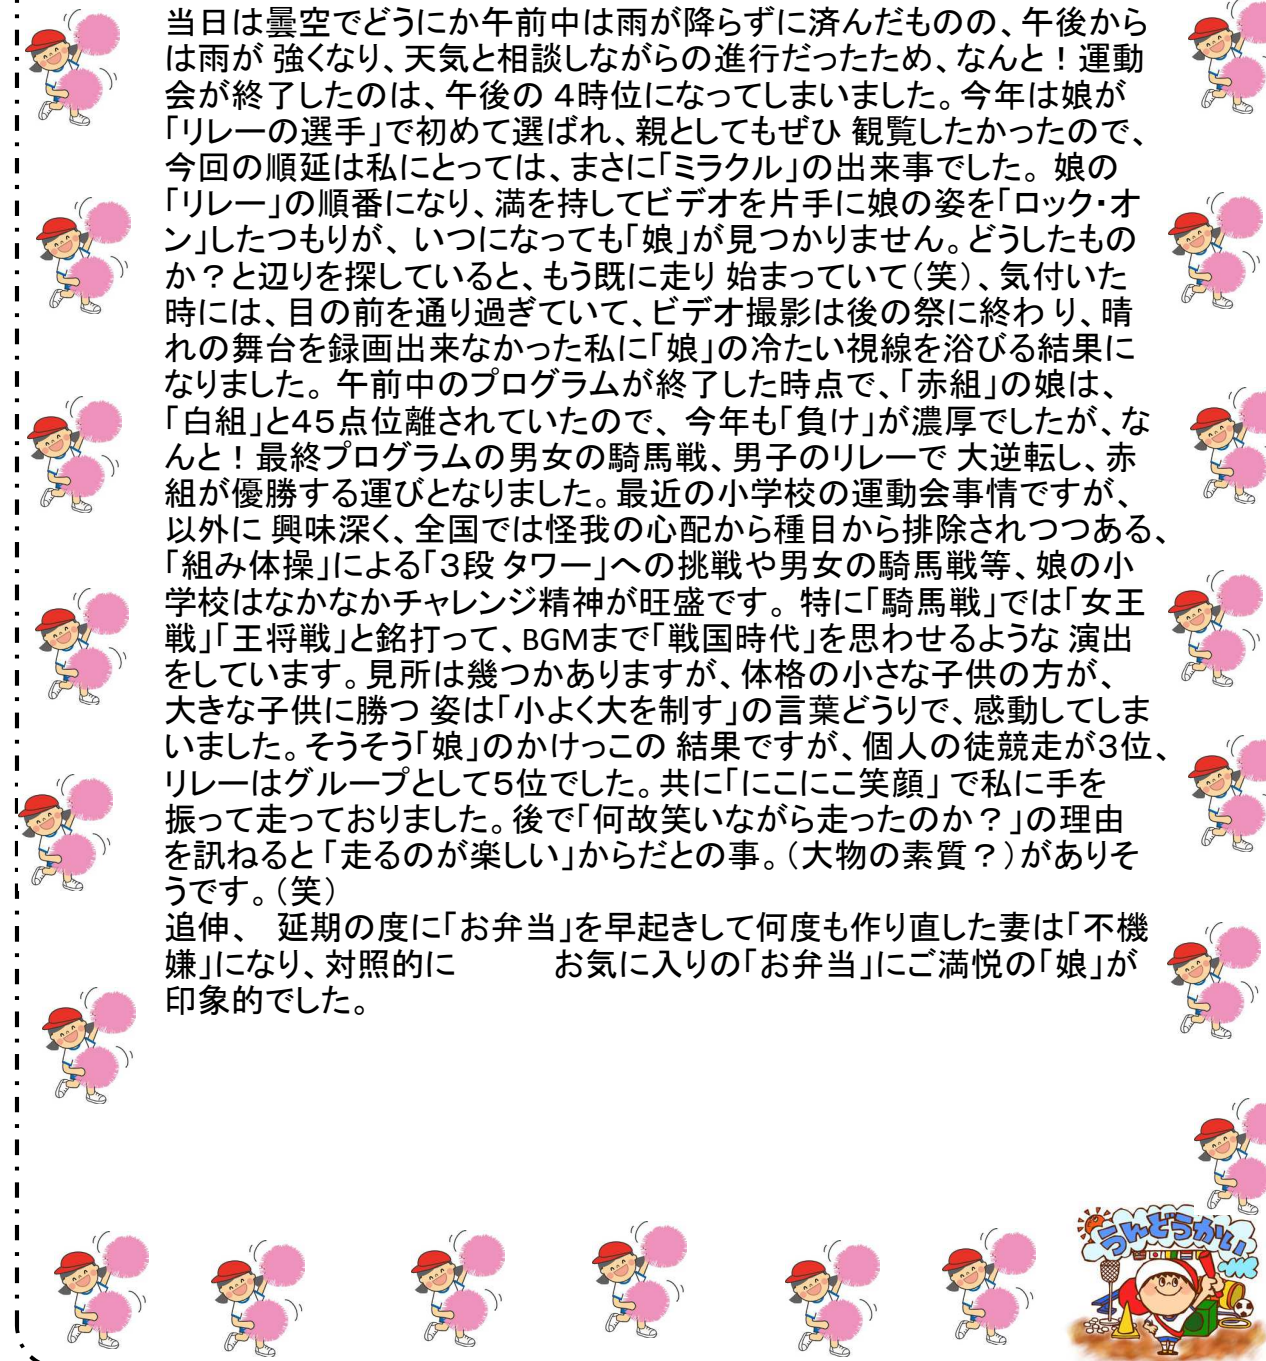 当日は曇空でどうにか午前中は雨が降らずに済んだものの、午後から
は雨が 強くなり、天気と相談しながらの進行だったため、なんと！運動
会が終了したのは、午後の ４時位になってしまいました。今年は娘が
「リレーの選手」で初めて選ばれ、親としてもぜひ 観覧したかったので、
今回の順延は私にとっては、まさに「ミラクル」の出来事でした。 娘の
「リレー」の順番になり、満を持してビデオを片手に娘の姿を「ロック・オ
ン」したつもりが、 いつになっても「娘」が見つかりません。どうしたもの
か？と辺りを探していると、もう既に走り 始まっていて（笑）、気付いた
時には、目の前を通り過ぎていて、ビデオ撮影は後の祭に終わ り、晴
れの舞台を録画出来なかった私に「娘」の冷たい視線を浴びる結果に
なりました。 午前中のプログラムが終了した時点で、「赤組」の娘は、
「白組」と４５点位離されていたので、 今年も「負け」が濃厚でしたが、な
んと！最終プログラムの男女の騎馬戦、男子のリレーで 大逆転し、赤
組が優勝する運びとなりました。最近の小学校の運動会事情ですが、
以外に 興味深く、全国では怪我の心配から種目から排除されつつある、
「組み体操」による「３段 タワー」への挑戦や男女の騎馬戦等、娘の小
学校はなかなかチャレンジ精神が旺盛です。 特に「騎馬戦」では「女王
戦」「王将戦」と銘打って、BGMまで「戦国時代」を思わせるような 演出
をしています。見所は幾つかありますが、体格の小さな子供の方が、
大きな子供に勝つ 姿は「小よく大を制す」の言葉どうりで、感動してしま
いました。そうそう「娘」のかけっこの 結果ですが、個人の徒競走が３位、
リレーはグループとして５位でした。共に「にこにこ笑顔」 で私に手を
振って走っておりました。後で「何故笑いながら走ったのか？」の理由
を訊ねると 「走るのが楽しい」からだとの事。（大物の素質？）がありそ
うです。（笑）
追伸、 延期の度に「お弁当」を早起きして何度も作り直した妻は「不機
嫌」になり、対照的に お気に入りの「お弁当」にご満悦の「娘」が
印象的でした。
うんどうかい